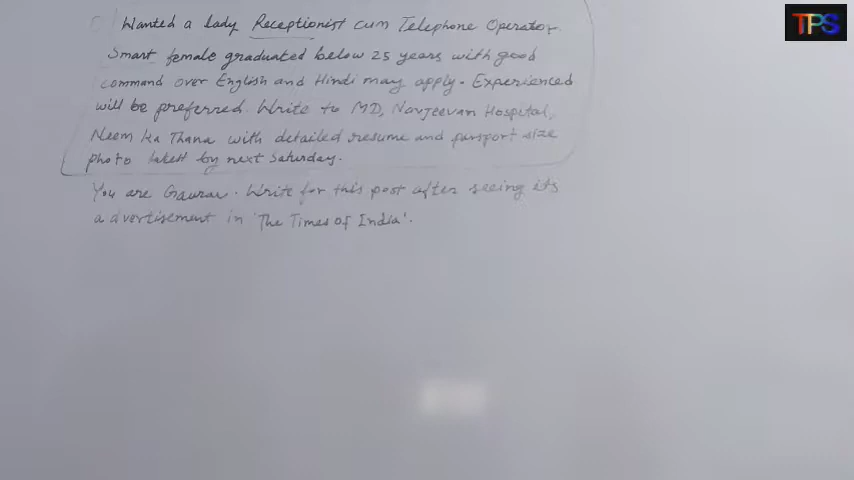 TPS
Wanted a lady Receptionist cum Telephone Operator.
Smart female graduated below 25 years with good
command over English and Hindi may apply. Experienced
will be preferred. Write to MD, Navjeevan Hospital,
Neem Ka Thana with detailed resume and passport size
photo latest by next Saturday.
You are Gaurav. Write for this post after seeing its
advertisement in 'The Times of India'.